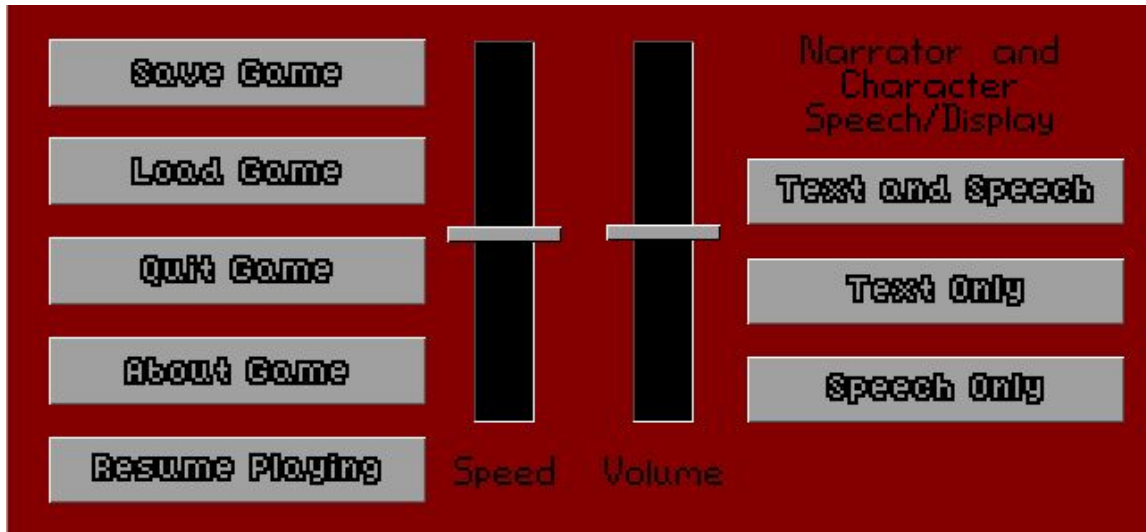 Save Game
Load Game
Quit Game
About Game
Resume Playing
Speed
Volume
Narrator and
Character
Speech/Display
Text and Speech
Text Only
Speech Only